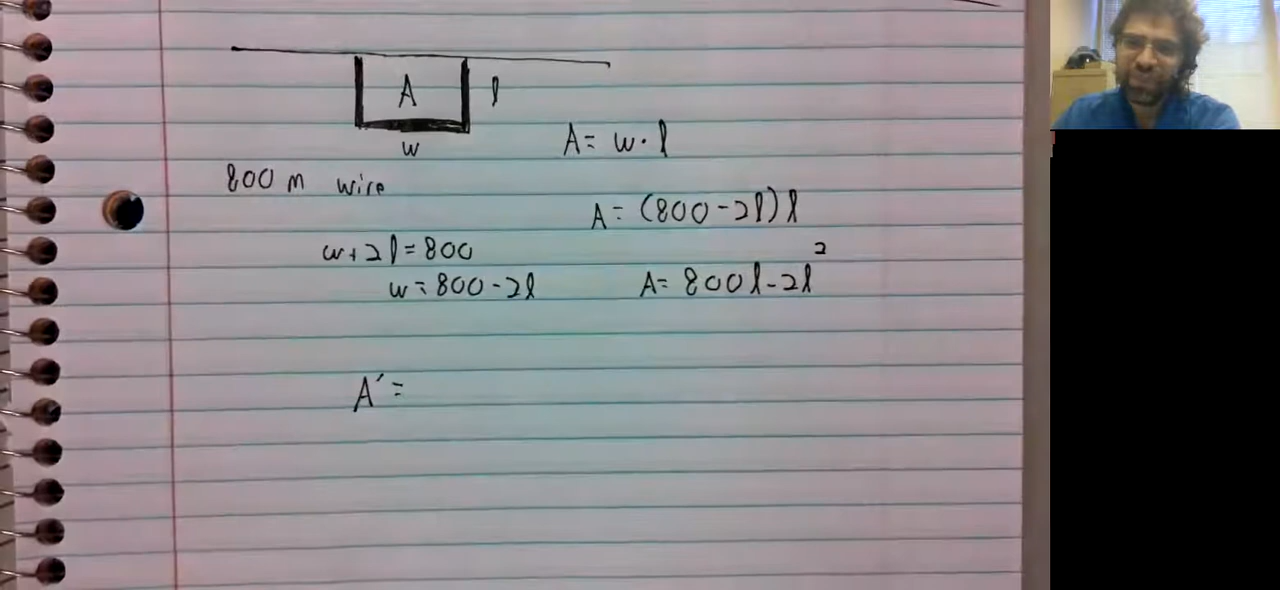 A
l
w
A = w · l
800 m wire
A = (800 - 2l) l
w + 2l = 800
w = 800 - 2l
A = 800l - 2l²
A' =